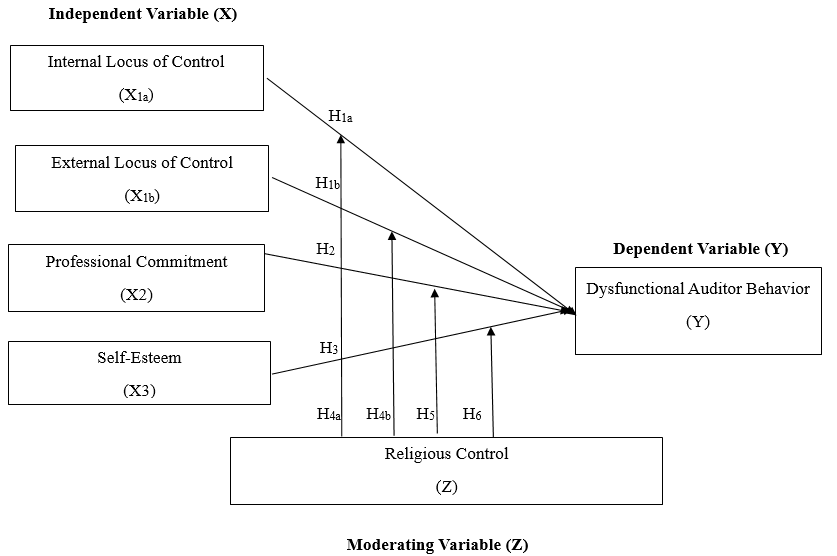 Independent Variable (X)
Internal Locus of Control
(X1a)
H1a
External Locus of Control
(X1b)
H1b
Professional Commitment
(X2)
H2
Dependent Variable (Y)
Dysfunctional Auditor Behavior
(Y)
Self-Esteem
(X3)
H3
H4a H4b H5 H6
Religious Control
(Z)
Moderating Variable (Z)